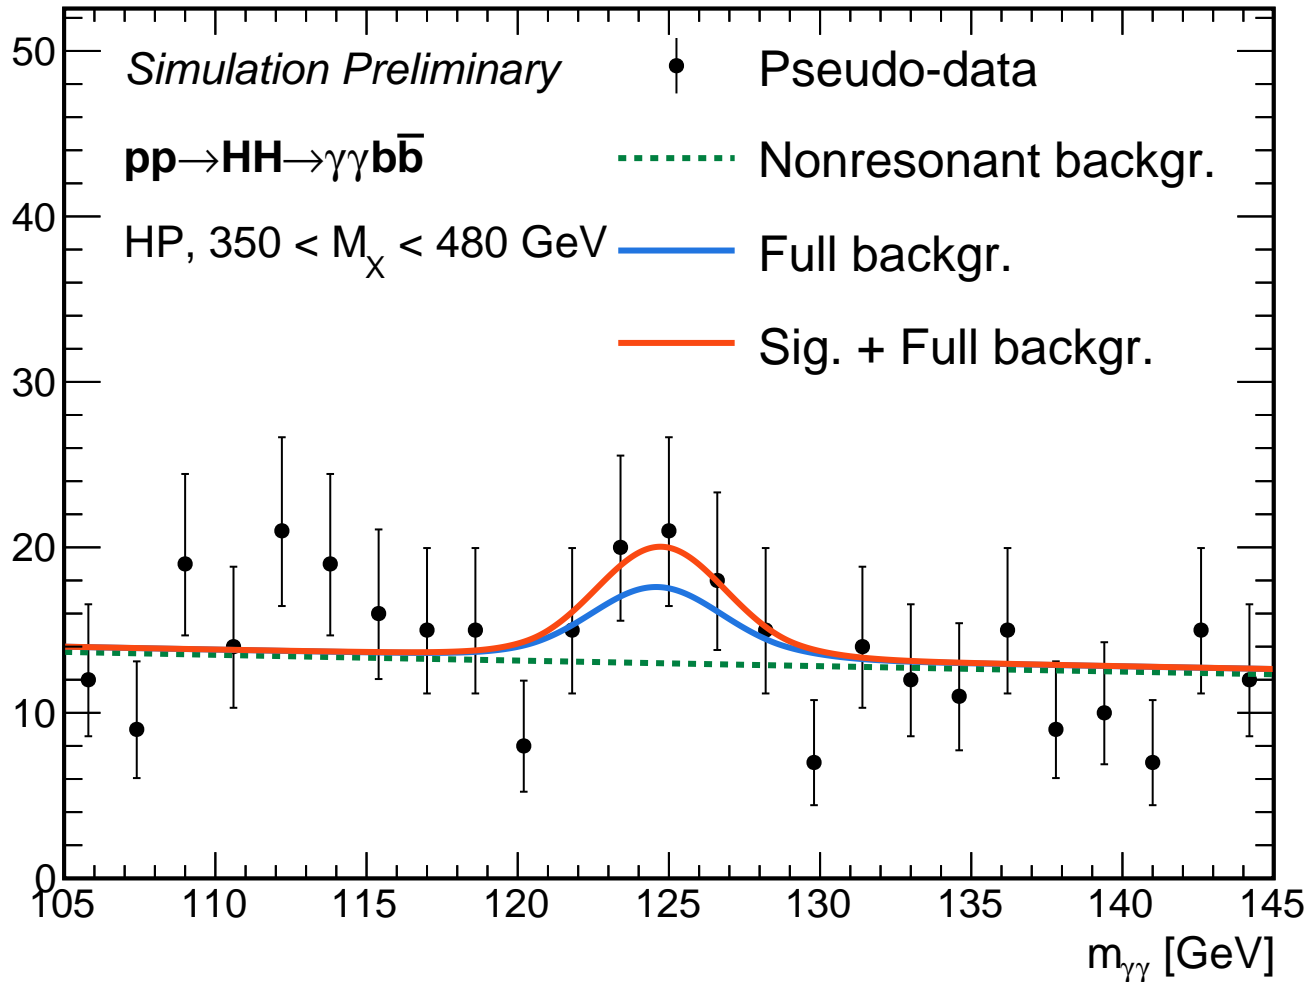 50
40
30
20
10
0
Simulation Preliminary
pp→HH→γγbb̅
HP, 350 < M_X < 480 GeV
Pseudo-data
Nonresonant backgr.
Full backgr.
Sig. + Full backgr.
105 110 115 120 125 130 135 140 145
m_γγ [GeV]